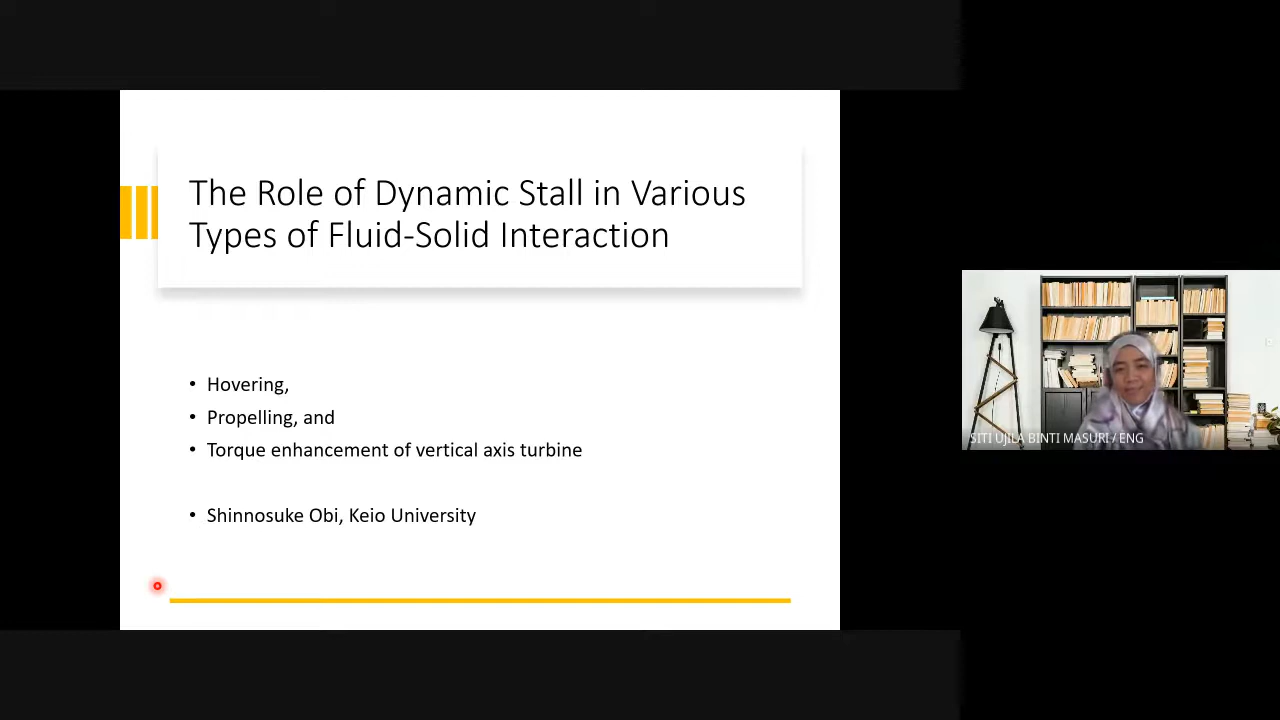 The Role of Dynamic Stall in Various
Types of Fluid-Solid Interaction
• Hovering,
• Propelling, and
• Torque enhancement of vertical axis turbine
• Shinnosuke Obi, Keio University
SITI UJILA BINTI MASURI / ENG